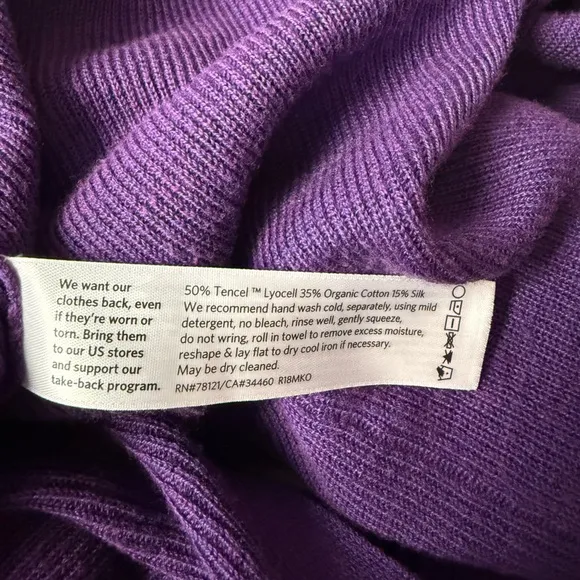 We want our
clothes back, even
if they're worn or
torn. Bring them
to our US stores
and support our
take-back program.
50% Tencel ™ Lyocell 35% Organic Cotton 15% Silk
We recommend hand wash cold, separately, using mild
detergent, no bleach, rinse well, gently squeeze,
do not wring, roll in towel to remove excess moisture,
reshape & lay flat to dry cool iron if necessary.
May be dry cleaned.
RN#78121/CA#34460 R18MKO